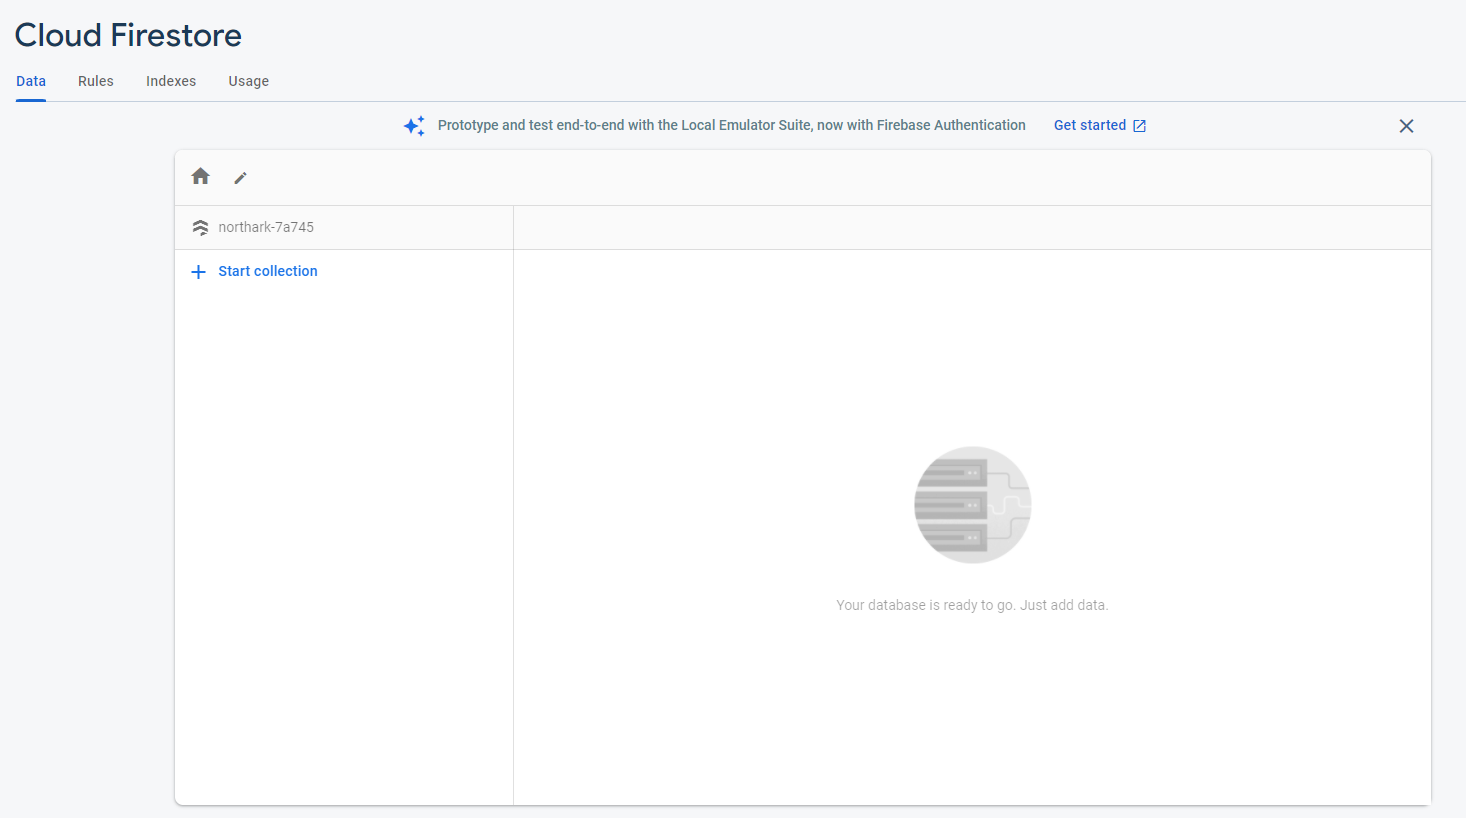 Cloud Firestore
Data Rules Indexes Usage
Prototype and test end-to-end with the Local Emulator Suite, now with Firebase Authentication Get started
northark-7a745
Start collection
Your database is ready to go. Just add data.